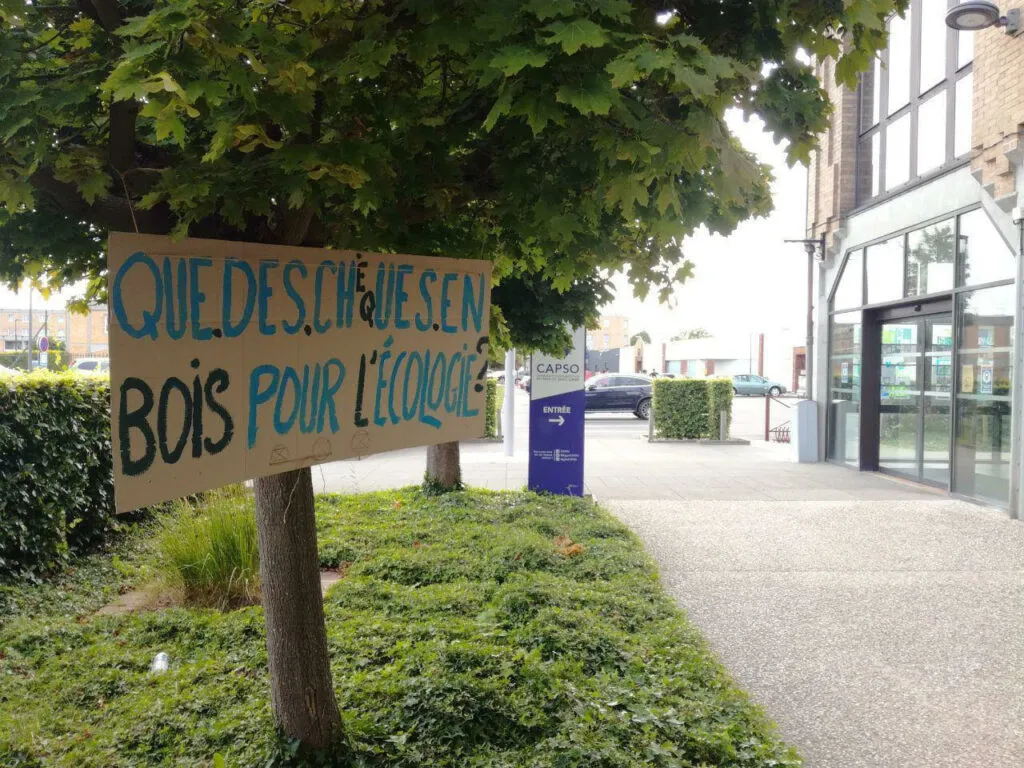 QUE.DES.CHÈQUES.EN
BOIS POUR L'ÉCOLOGIE?
CAPSO
ENTRÉE